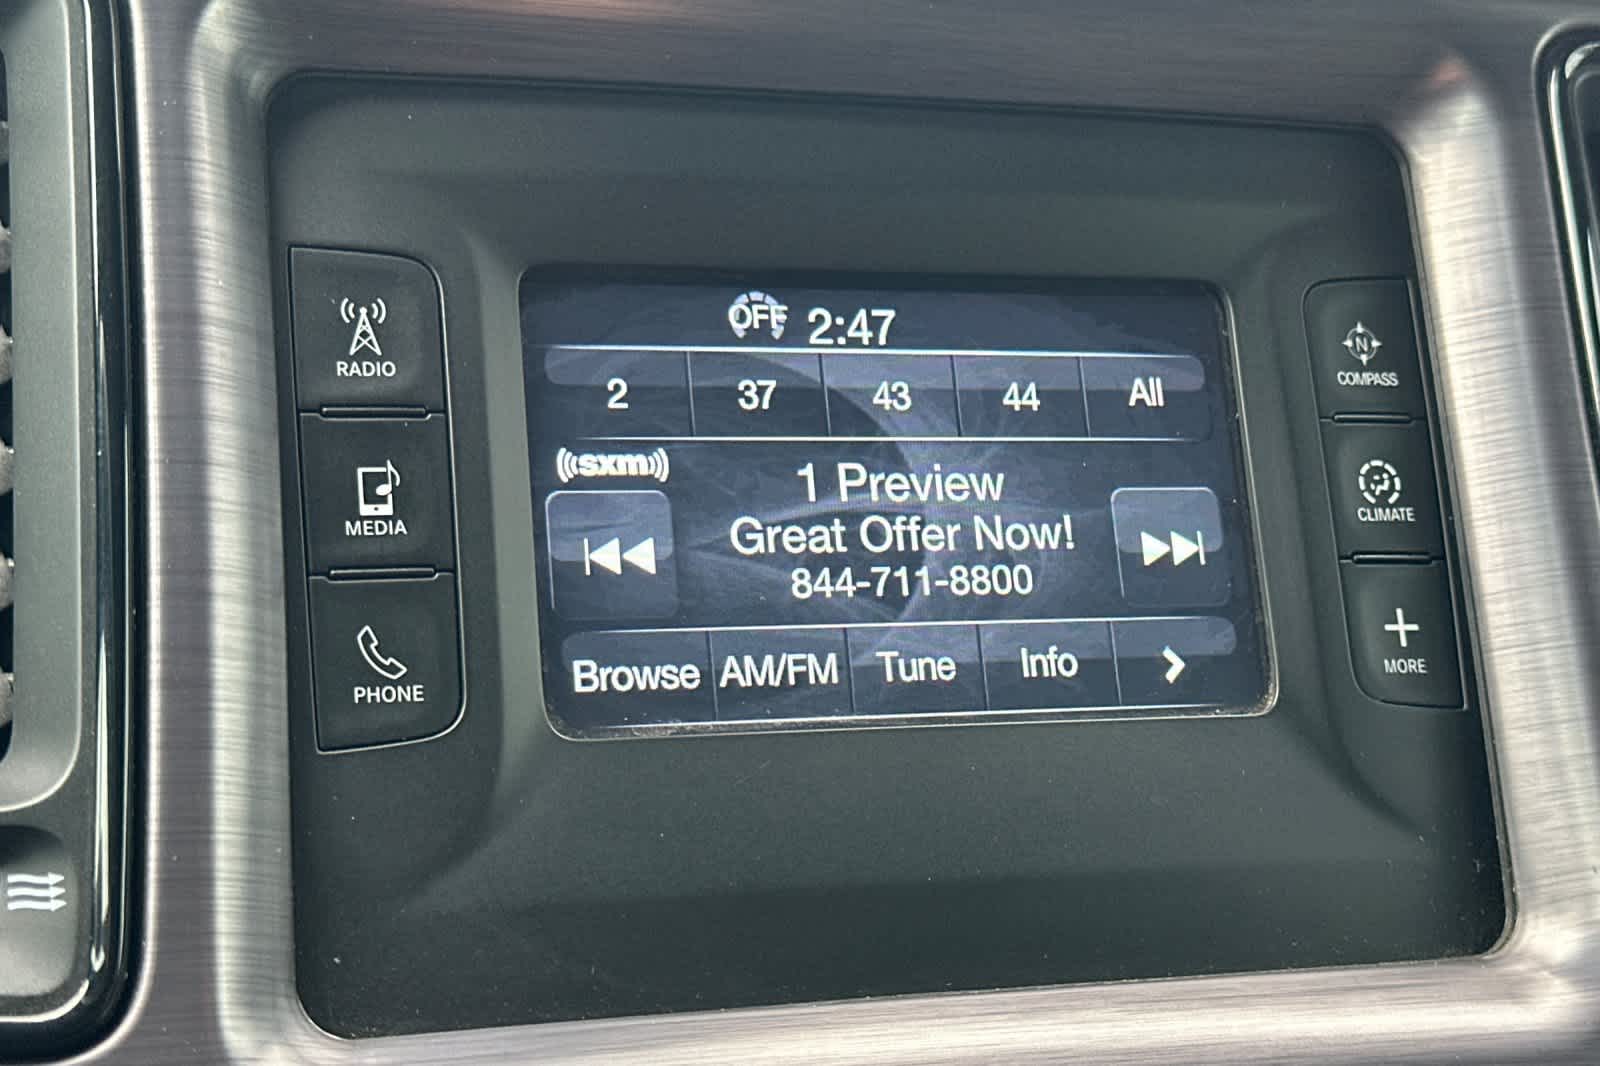 OFF 2:47
2 37 43 44 All
sxm
1 Preview
Great Offer Now!
844-711-8800
Browse AM/FM Tune Info
RADIO
MEDIA
PHONE
N
COMPASS
CLIMATE
MORE